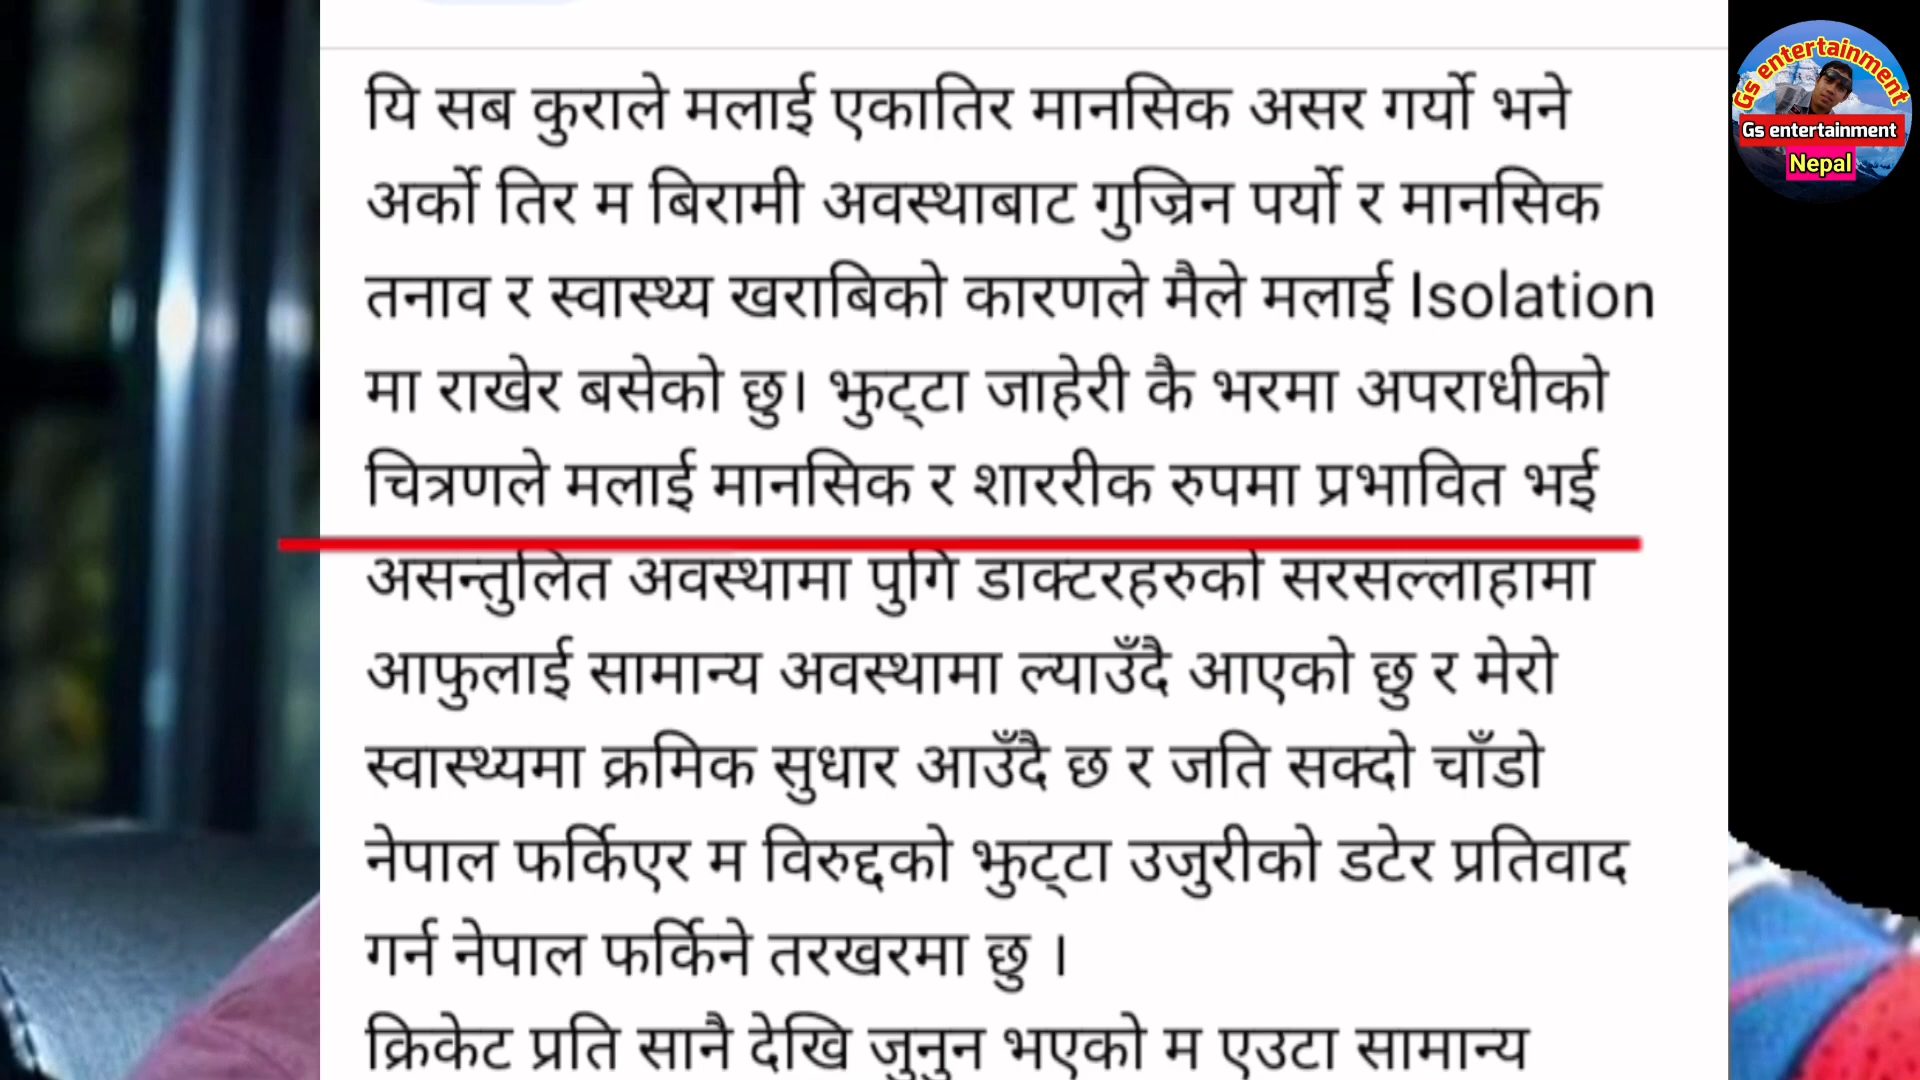 यि सब कुराले मलाई एकातिर मानसिक असर गर्यो भने
अर्को तिर म बिरामी अवस्थाबाट गुज्रिन पर्यो र मानसिक
तनाव र स्वास्थ्य खराबिको कारणले मैले मलाई Isolation
मा राखेर बसेको छु। झुट्टा जाहेरी कै भरमा अपराधीको
चित्रणले मलाई मानसिक र शाररीक रुपमा प्रभावित भई
असन्तुलित अवस्थामा पुगि डाक्टरहरुको सरसल्लाहामा
आफुलाई सामान्य अवस्थामा ल्याउँदै आएको छु र मेरो
स्वास्थ्यमा क्रमिक सुधार आउँदै छ र जति सक्दो चाँडो
नेपाल फर्किएर म विरुद्दको झुट्टा उजुरीको डटेर प्रतिवाद
गर्न नेपाल फर्किने तरखरमा छु ।
क्रिकेट प्रति सानै देखि जुनुन भएको म एउटा सामान्य
Gs entertainment
Gs entertainment
Nepal